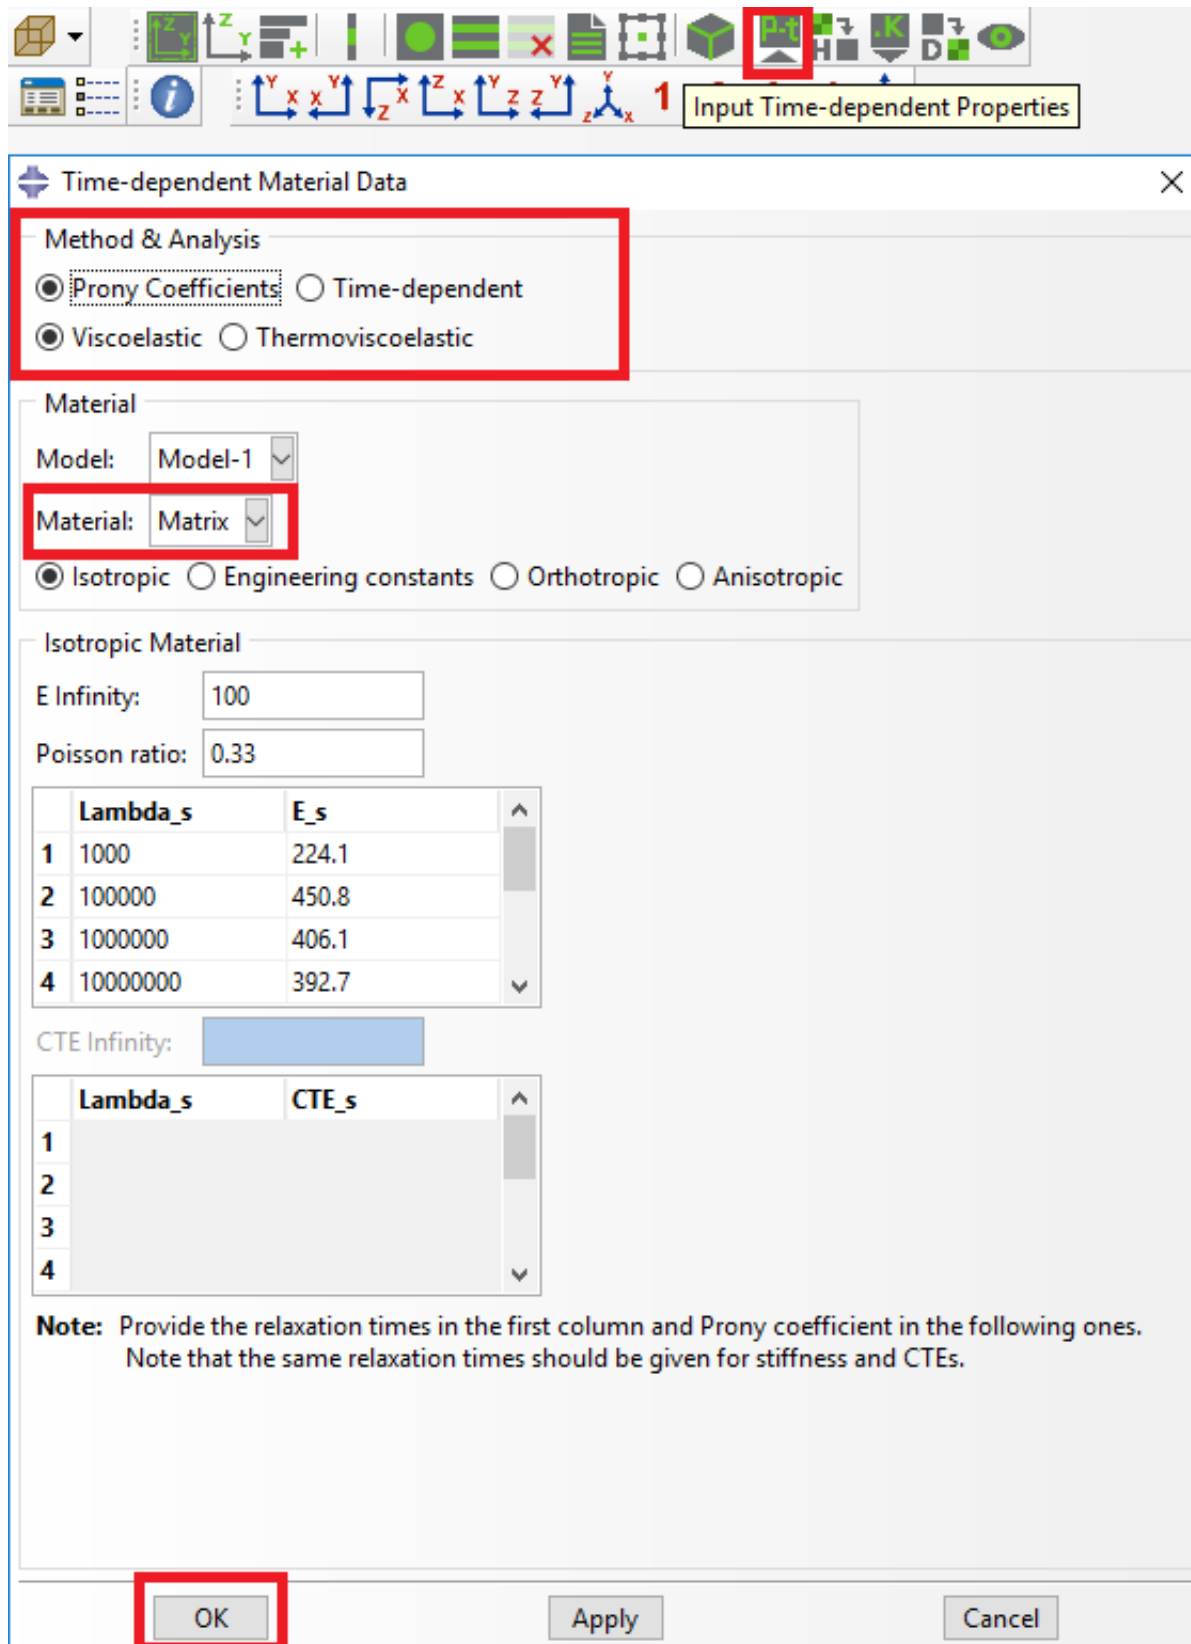 Z Y Z Y P-t H .K D
i Y X X Y Z X Z X Y Z Z Y Y Z X 1
Input Time-dependent Properties
Time-dependent Material Data
Method & Analysis
Prony Coefficients Time-dependent
Viscoelastic Thermoviscoelastic
Material
Model: Model-1
Material: Matrix
Isotropic Engineering constants Orthotropic Anisotropic
Isotropic Material
E Infinity: 100
Poisson ratio: 0.33
Lambda_s E_s
1 1000 224.1
2 100000 450.8
3 1000000 406.1
4 10000000 392.7
CTE Infinity:
Lambda_s CTE_s
1
2
3
4
Note: Provide the relaxation times in the first column and Prony coefficient in the following ones.
Note that the same relaxation times should be given for stiffness and CTEs.
OK Apply Cancel